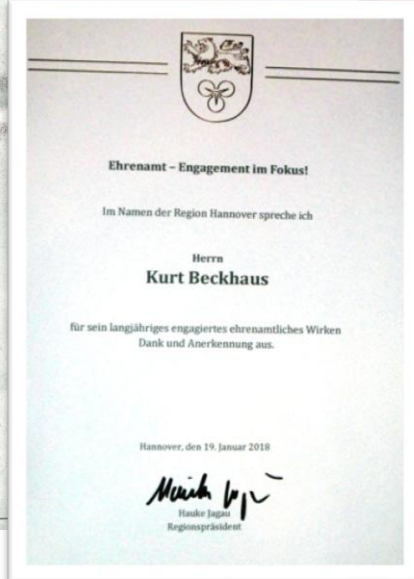 Ehrenamt – Engagement im Fokus!
Im Namen der Region Hannover spreche ich
Herrn
Kurt Beckhaus
für sein langjähriges engagiertes ehrenamtliches Wirken
Dank und Anerkennung aus.
Hannover, den 19. Januar 2018
Hauke Jagau
Regionspräsident